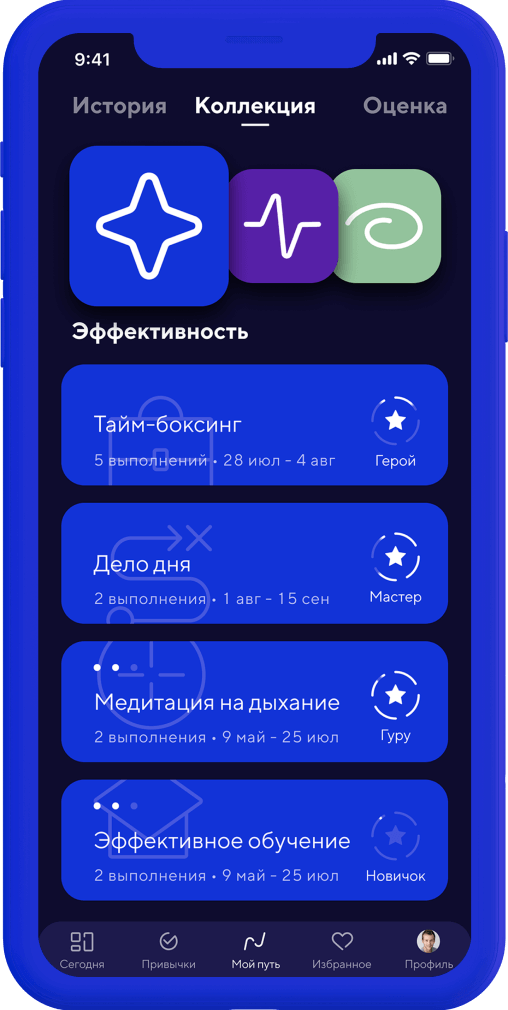 9:41
История Коллекция Оценка
Эффективность
Тайм-боксинг
5 выполнений • 28 июл - 4 авг
Герой
Дело дня
2 выполнения • 1 авг - 15 сен
Мастер
Медитация на дыхание
2 выполнения • 9 май - 25 июл
Гуру
Эффективное обучение
2 выполнения • 9 май - 25 июл
Новичок
Сегодня Привычки Мой путь Избранное Профиль